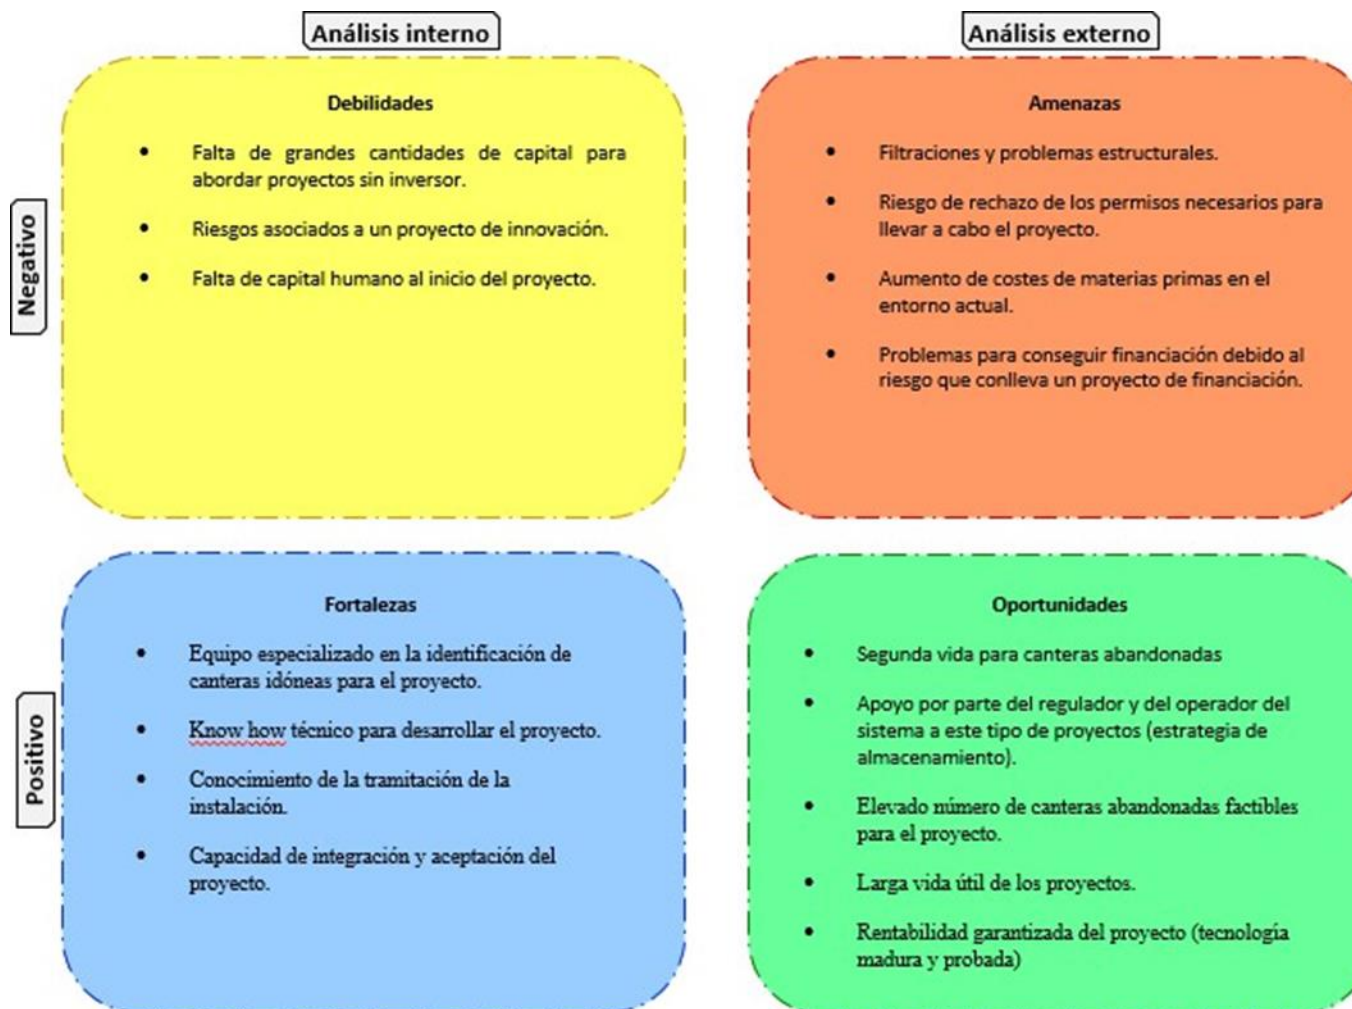 Análisis interno
Análisis externo
Negativo
Debilidades
• Falta de grandes cantidades de capital para
abordar proyectos sin inversor.
• Riesgos asociados a un proyecto de innovación.
• Falta de capital humano al inicio del proyecto.
Amenazas
• Filtraciones y problemas estructurales.
• Riesgo de rechazo de los permisos necesarios para
llevar a cabo el proyecto.
• Aumento de costes de materias primas en el
entorno actual.
• Problemas para conseguir financiación debido al
riesgo que conlleva un proyecto de financiación.
Positivo
Fortalezas
• Equipo especializado en la identificación de
canteras idóneas para el proyecto.
• Know how técnico para desarrollar el proyecto.
• Conocimiento de la tramitación de la
instalación.
• Capacidad de integración y aceptación del
proyecto.
Oportunidades
• Segunda vida para canteras abandonadas
• Apoyo por parte del regulador y del operador del
sistema a este tipo de proyectos (estrategia de
almacenamiento).
• Elevado número de canteras abandonadas factibles
para el proyecto.
• Larga vida útil de los proyectos.
• Rentabilidad garantizada del proyecto (tecnología
madura y probada)